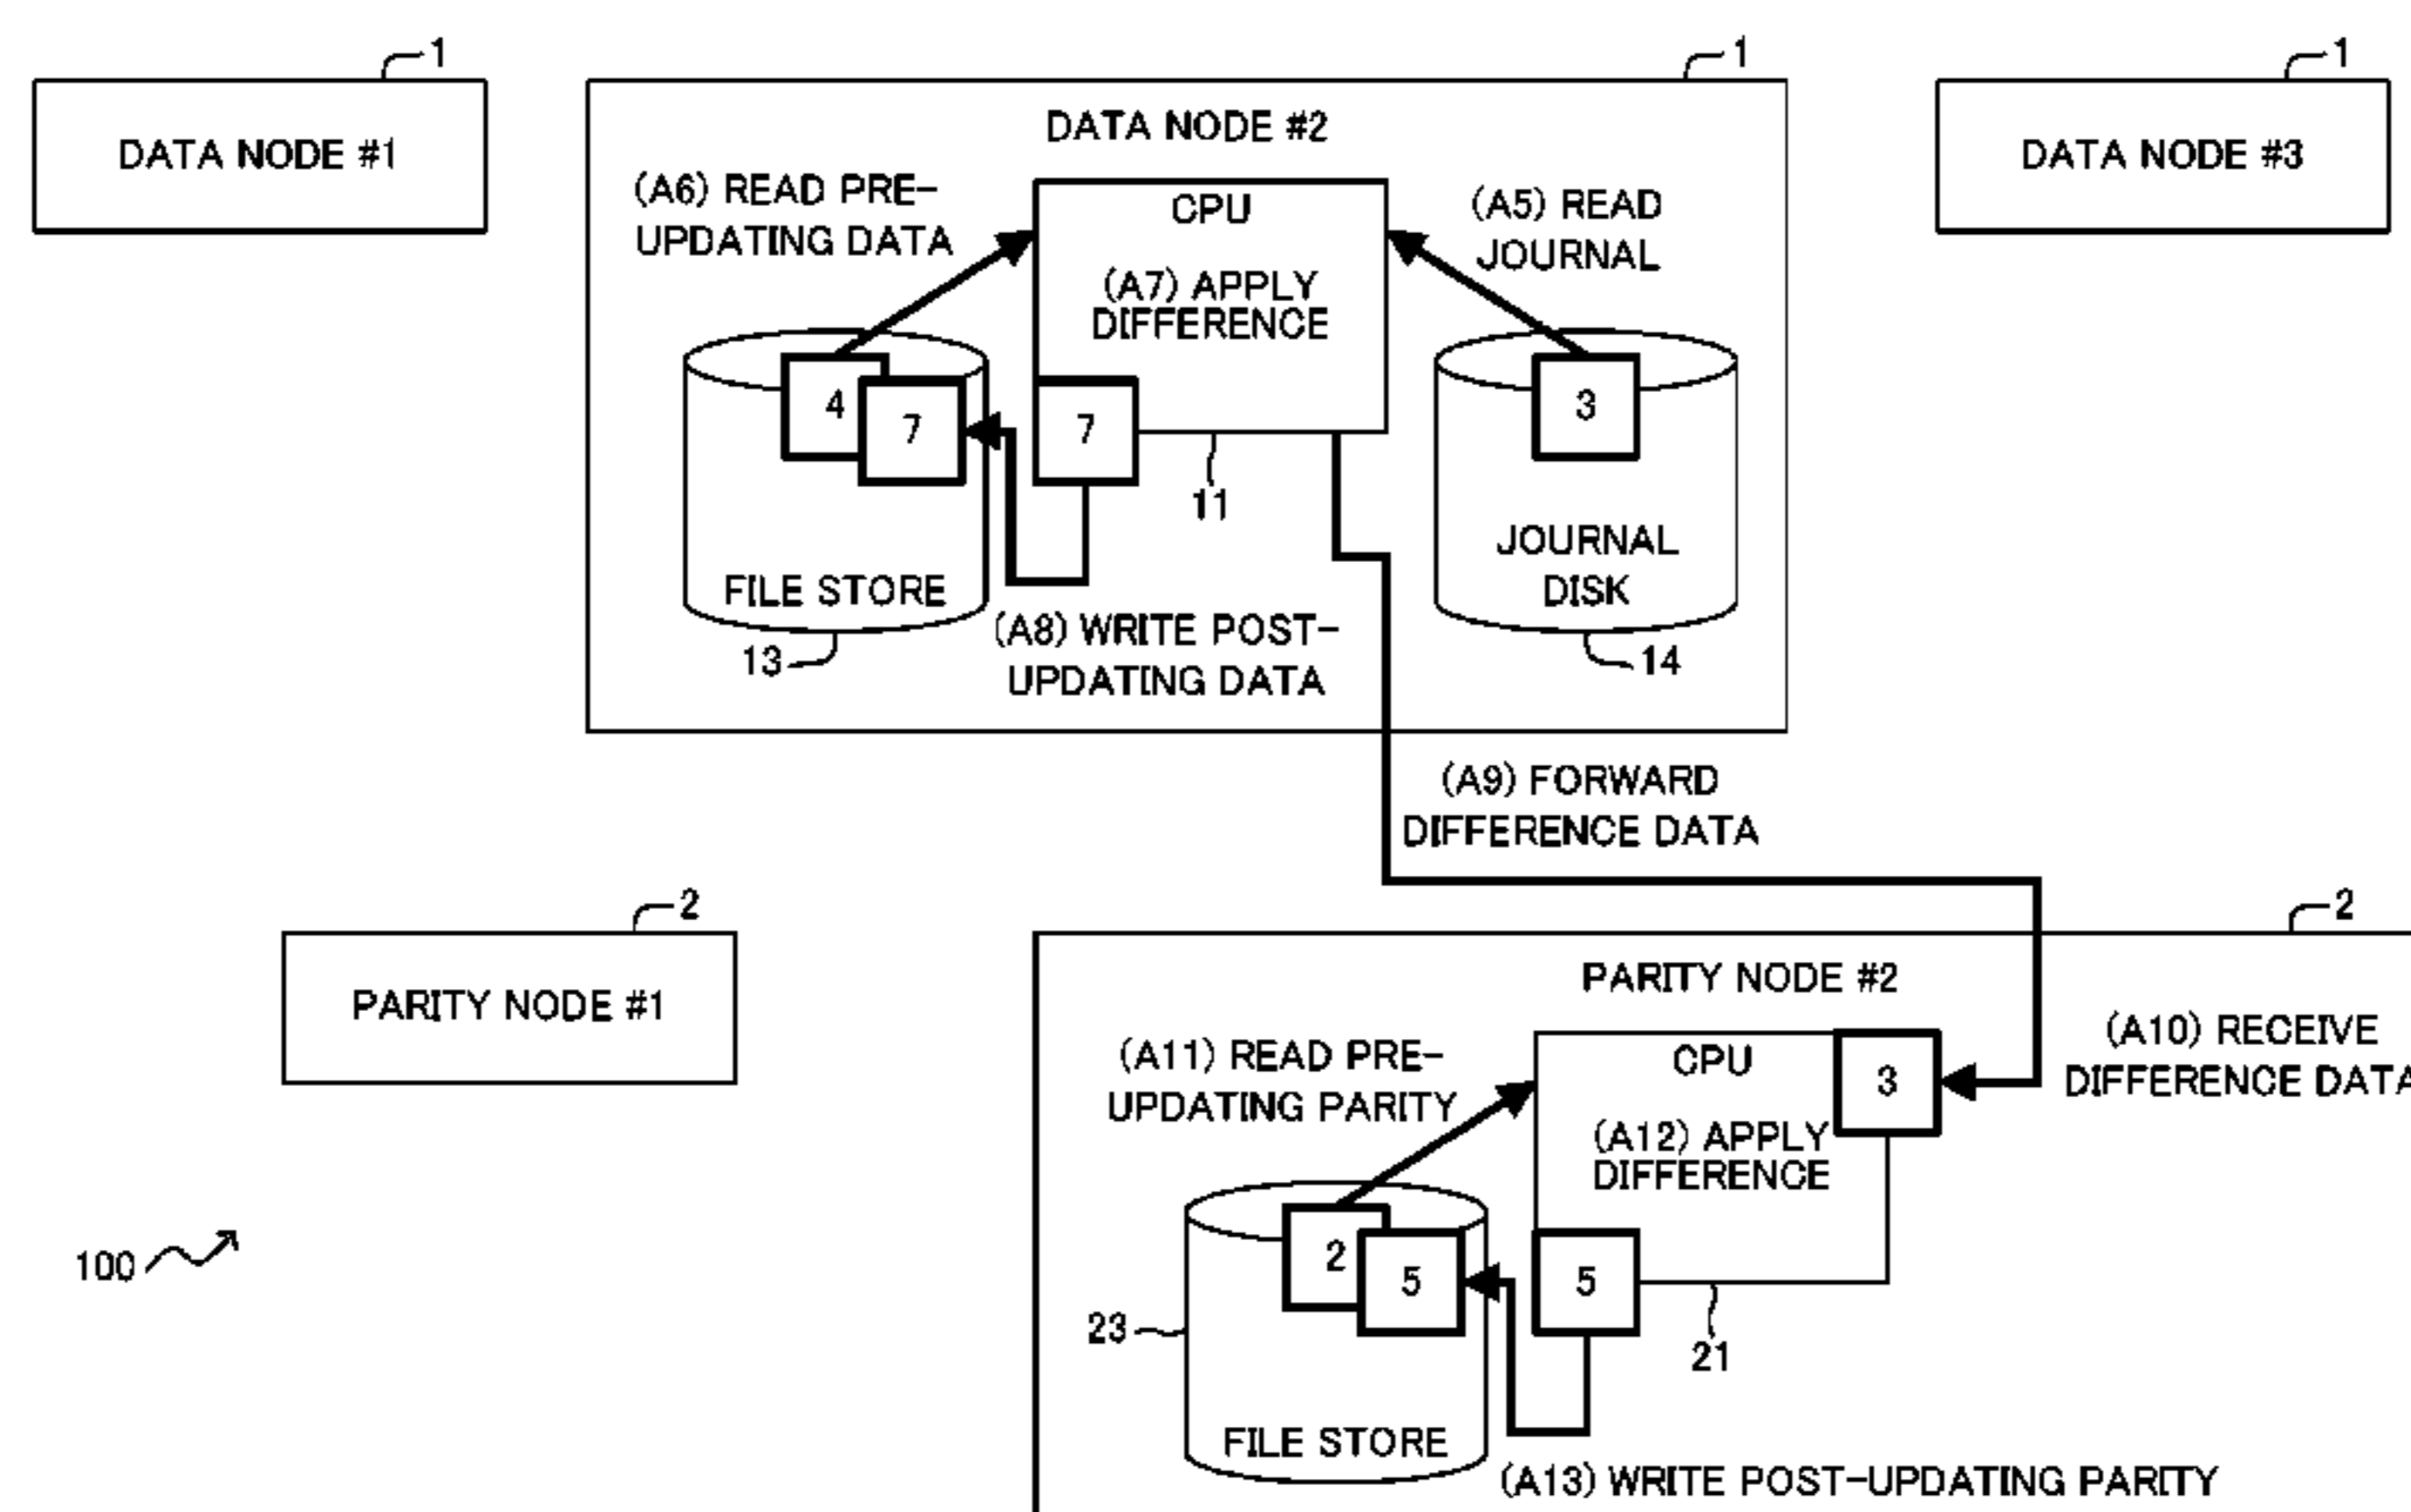 1
DATA NODE #1
1
DATA NODE #2
(A6) READ PRE-
UPDATING DATA
CPU
(A7) APPLY
DIFFERENCE
(A5) READ
JOURNAL
4
7
7
3
11
FILE STORE
JOURNAL
DISK
13
(A8) WRITE POST-
UPDATING DATA
14
1
DATA NODE #3
(A9) FORWARD
DIFFERENCE DATA
2
PARITY NODE #1
2
PARITY NODE #2
(A11) READ PRE-
UPDATING PARITY
CPU
3
(A12) APPLY
DIFFERENCE
(A10) RECEIVE
DIFFERENCE DATA
2
5
5
23
21
FILE STORE
(A13) WRITE POST-UPDATING PARITY
100